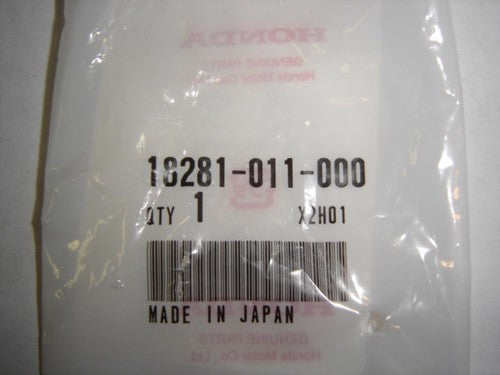 HONDA
GENUINE PARTS
Honda Motor Co., Ltd.
18281-011-000
QTY 1 X2H01
MADE IN JAPAN
HONDA
GENUINE PARTS
Honda Motor Co., Ltd.